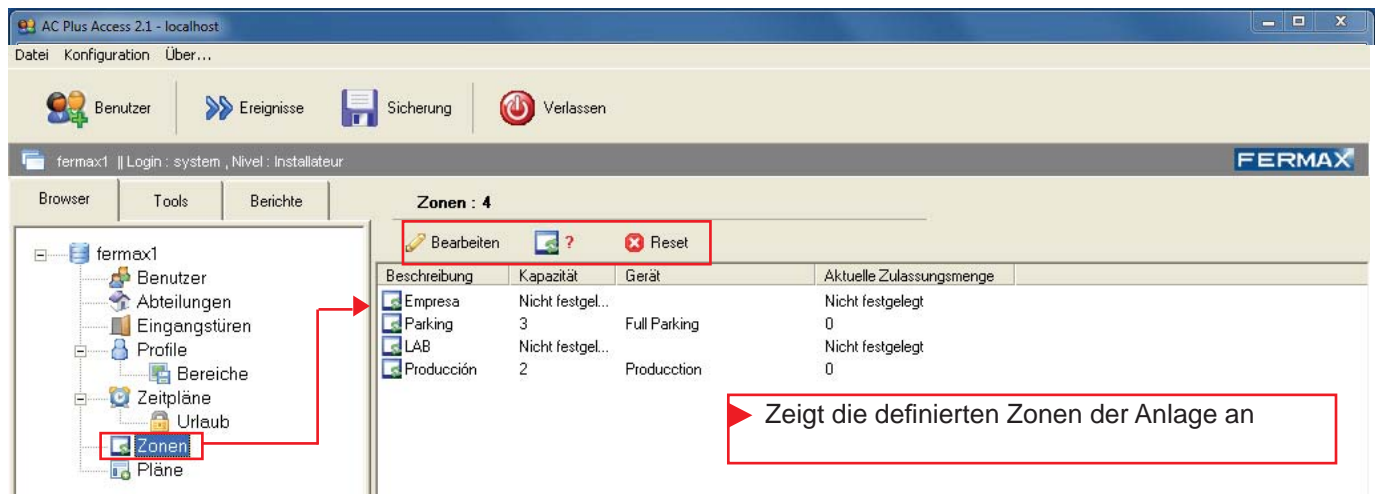 AC Plus Access 2.1 - localhost
Datei Konfiguration Über...
Benutzer Ereignisse Sicherung Verlassen
fermax1 || Login : system , Nivel : Installateur FERMAX
Browser Tools Berichte
fermax1
Benutzer
Abteilungen
Eingangstüren
Profile
Bereiche
Zeitpläne
Urlaub
Zonen
Pläne
Zonen : 4
Bearbeiten ? Reset
Beschreibung Kapazität Gerät Aktuelle Zulassungsmenge
Empresa Nicht festgel... Nicht festgelegt
Parking 3 Full Parking 0
LAB Nicht festgel... Nicht festgelegt
Producción 2 Producction 0
Zeigt die definierten Zonen der Anlage an